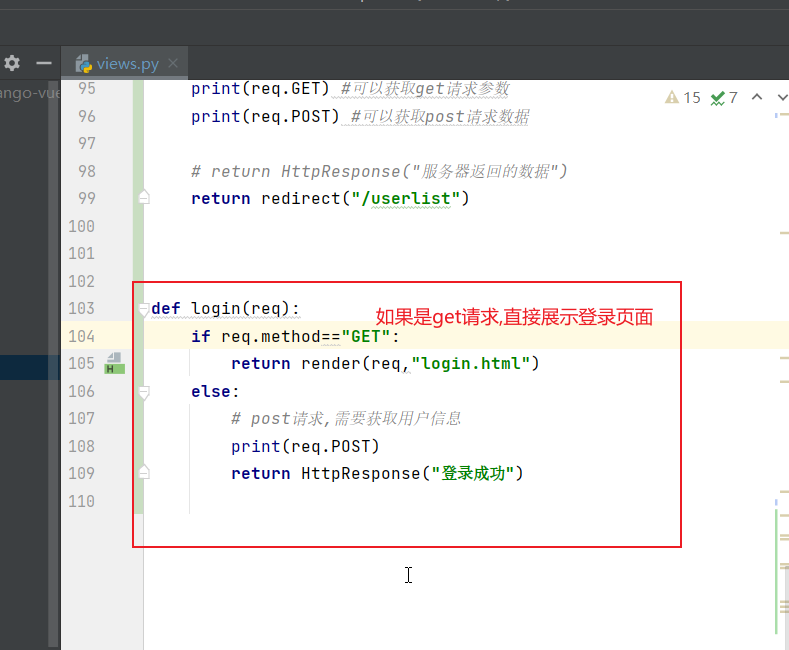 views.py
ango-vue
15 7
95 print(req.GET) #可以获取get请求参数
96 print(req.POST) #可以获取post请求数据
97
98 # return HttpResponse("服务器返回的数据")
99 return redirect("/userlist")
100
101
102
103 def login(req): 如果是get请求,直接展示登录页面
104 if req.method=="GET":
105 return render(req,"login.html")
106 else:
107 # post请求,需要获取用户信息
108 print(req.POST)
109 return HttpResponse("登录成功")
110